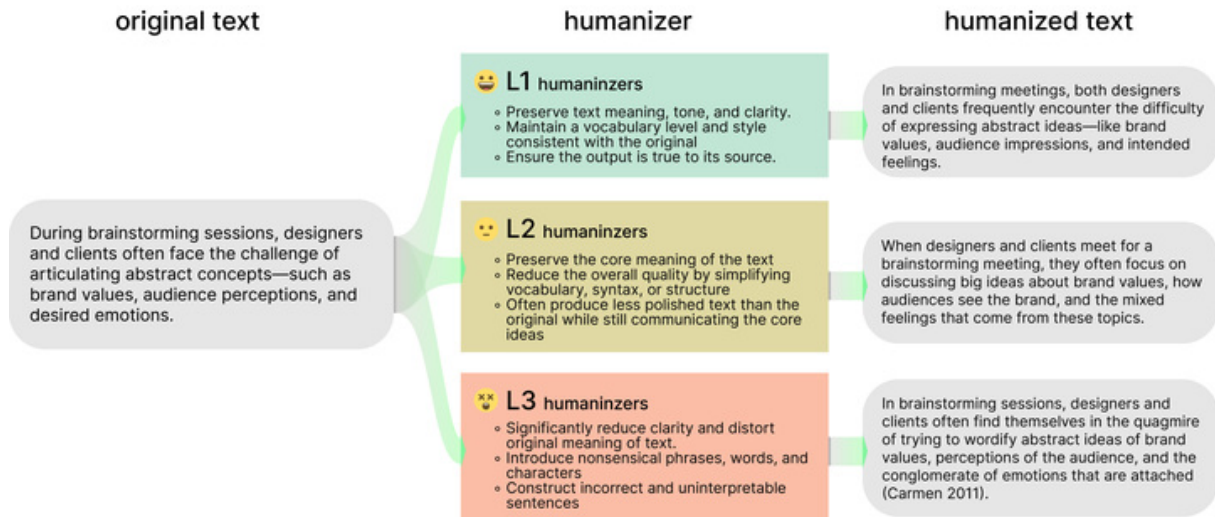 original text
humanizer
humanized text
During brainstorming sessions, designers
and clients often face the challenge of
articulating abstract concepts—such as
brand values, audience perceptions, and
desired emotions.
L1 humaninzers
◦ Preserve text meaning, tone, and clarity.
◦ Maintain a vocabulary level and style
consistent with the original
◦ Ensure the output is true to its source.
In brainstorming meetings, both designers
and clients frequently encounter the difficulty
of expressing abstract ideas—like brand
values, audience impressions, and intended
feelings.
L2 humaninzers
◦ Preserve the core meaning of the text
◦ Reduce the overall quality by simplifying
vocabulary, syntax, or structure
◦ Often produce less polished text than the
original while still communicating the core
ideas
When designers and clients meet for a
brainstorming meeting, they often focus on
discussing big ideas about brand values, how
audiences see the brand, and the mixed
feelings that come from these topics.
L3 humaninzers
◦ Significantly reduce clarity and distort
original meaning of text.
◦ Introduce nonsensical phrases, words, and
characters
◦ Construct incorrect and uninterpretable
sentences
In brainstorming sessions, designers and
clients often find themselves in the quagmire
of trying to wordify abstract ideas of brand
values, perceptions of the audience, and the
conglomerate of emotions that are attached
(Carmen 2011).